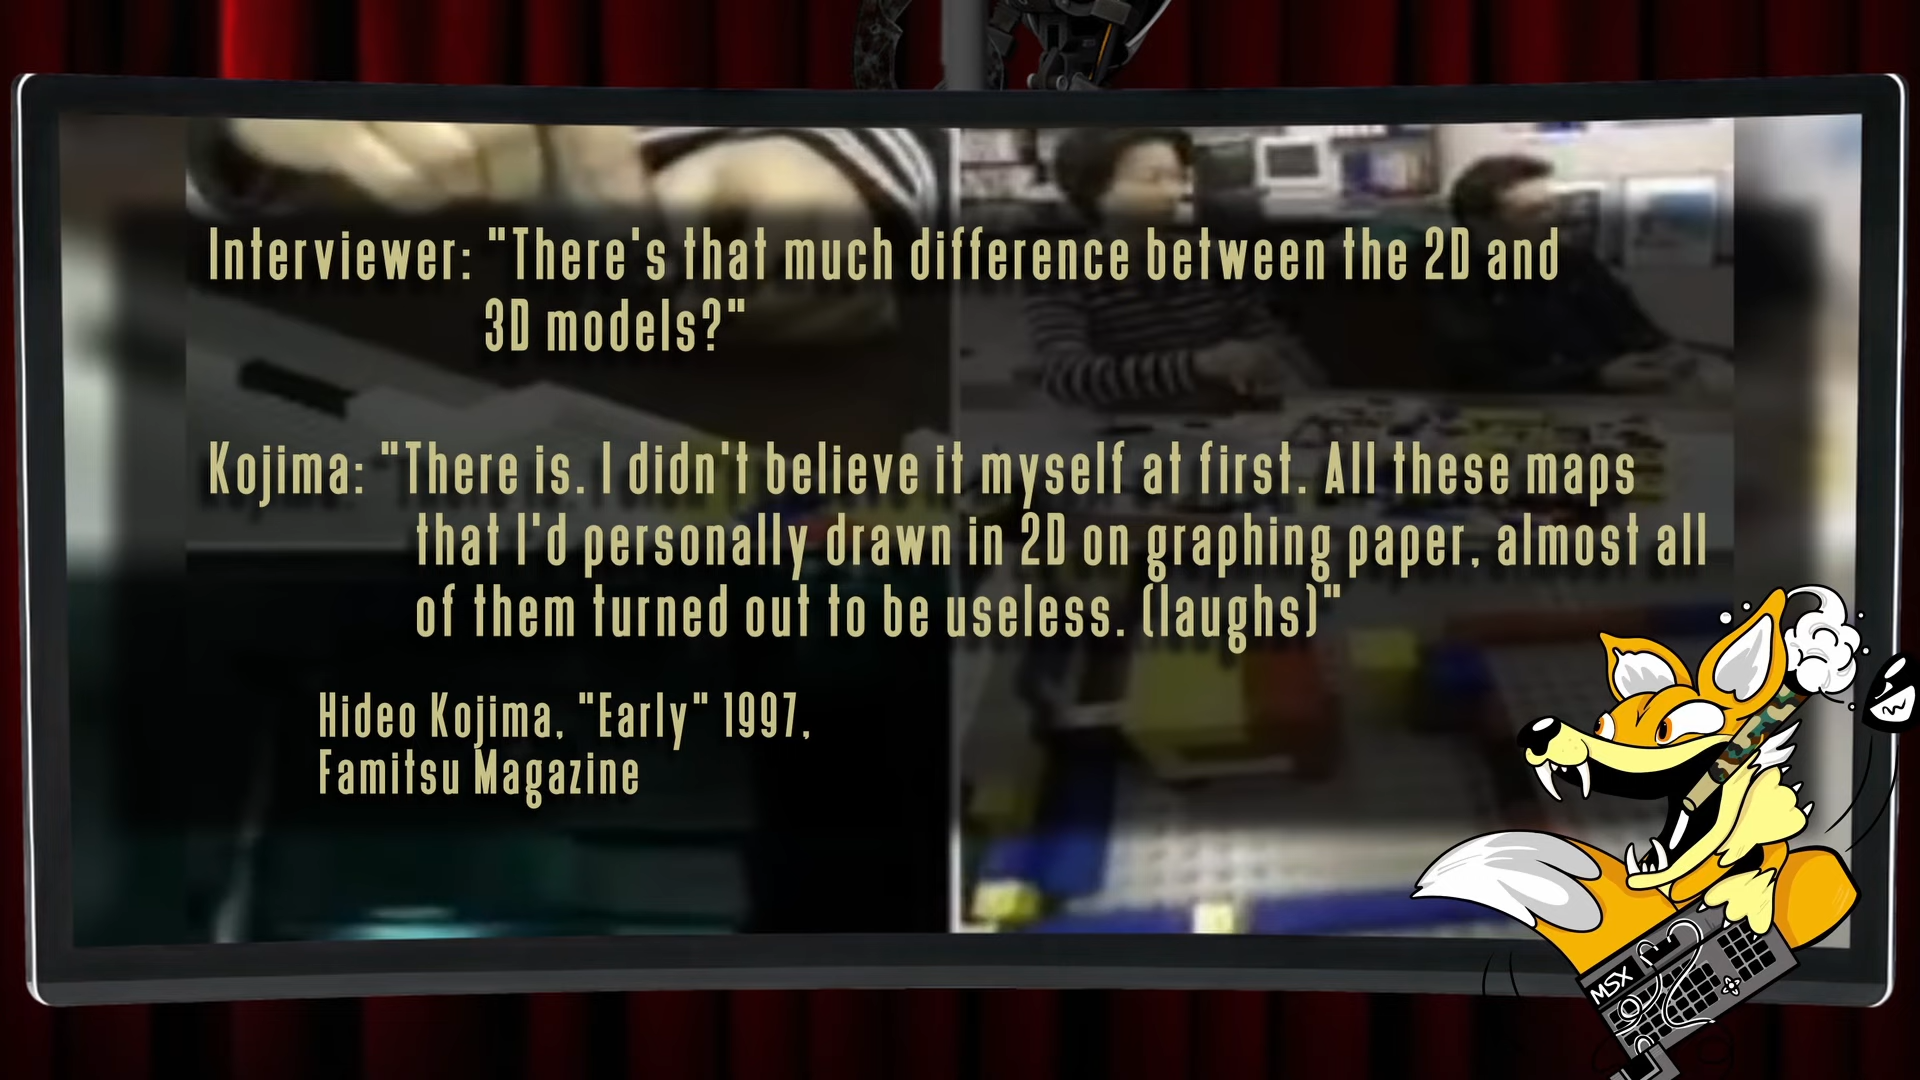 Interviewer: "There's that much difference between the 2D and
3D models?"
Kojima: "There is. I didn't believe it myself at first. All these maps
that I'd personally drawn in 2D on graphing paper, almost all
of them turned out to be useless. (laughs)"
Hideo Kojima, "Early" 1997,
Famitsu Magazine
MSX